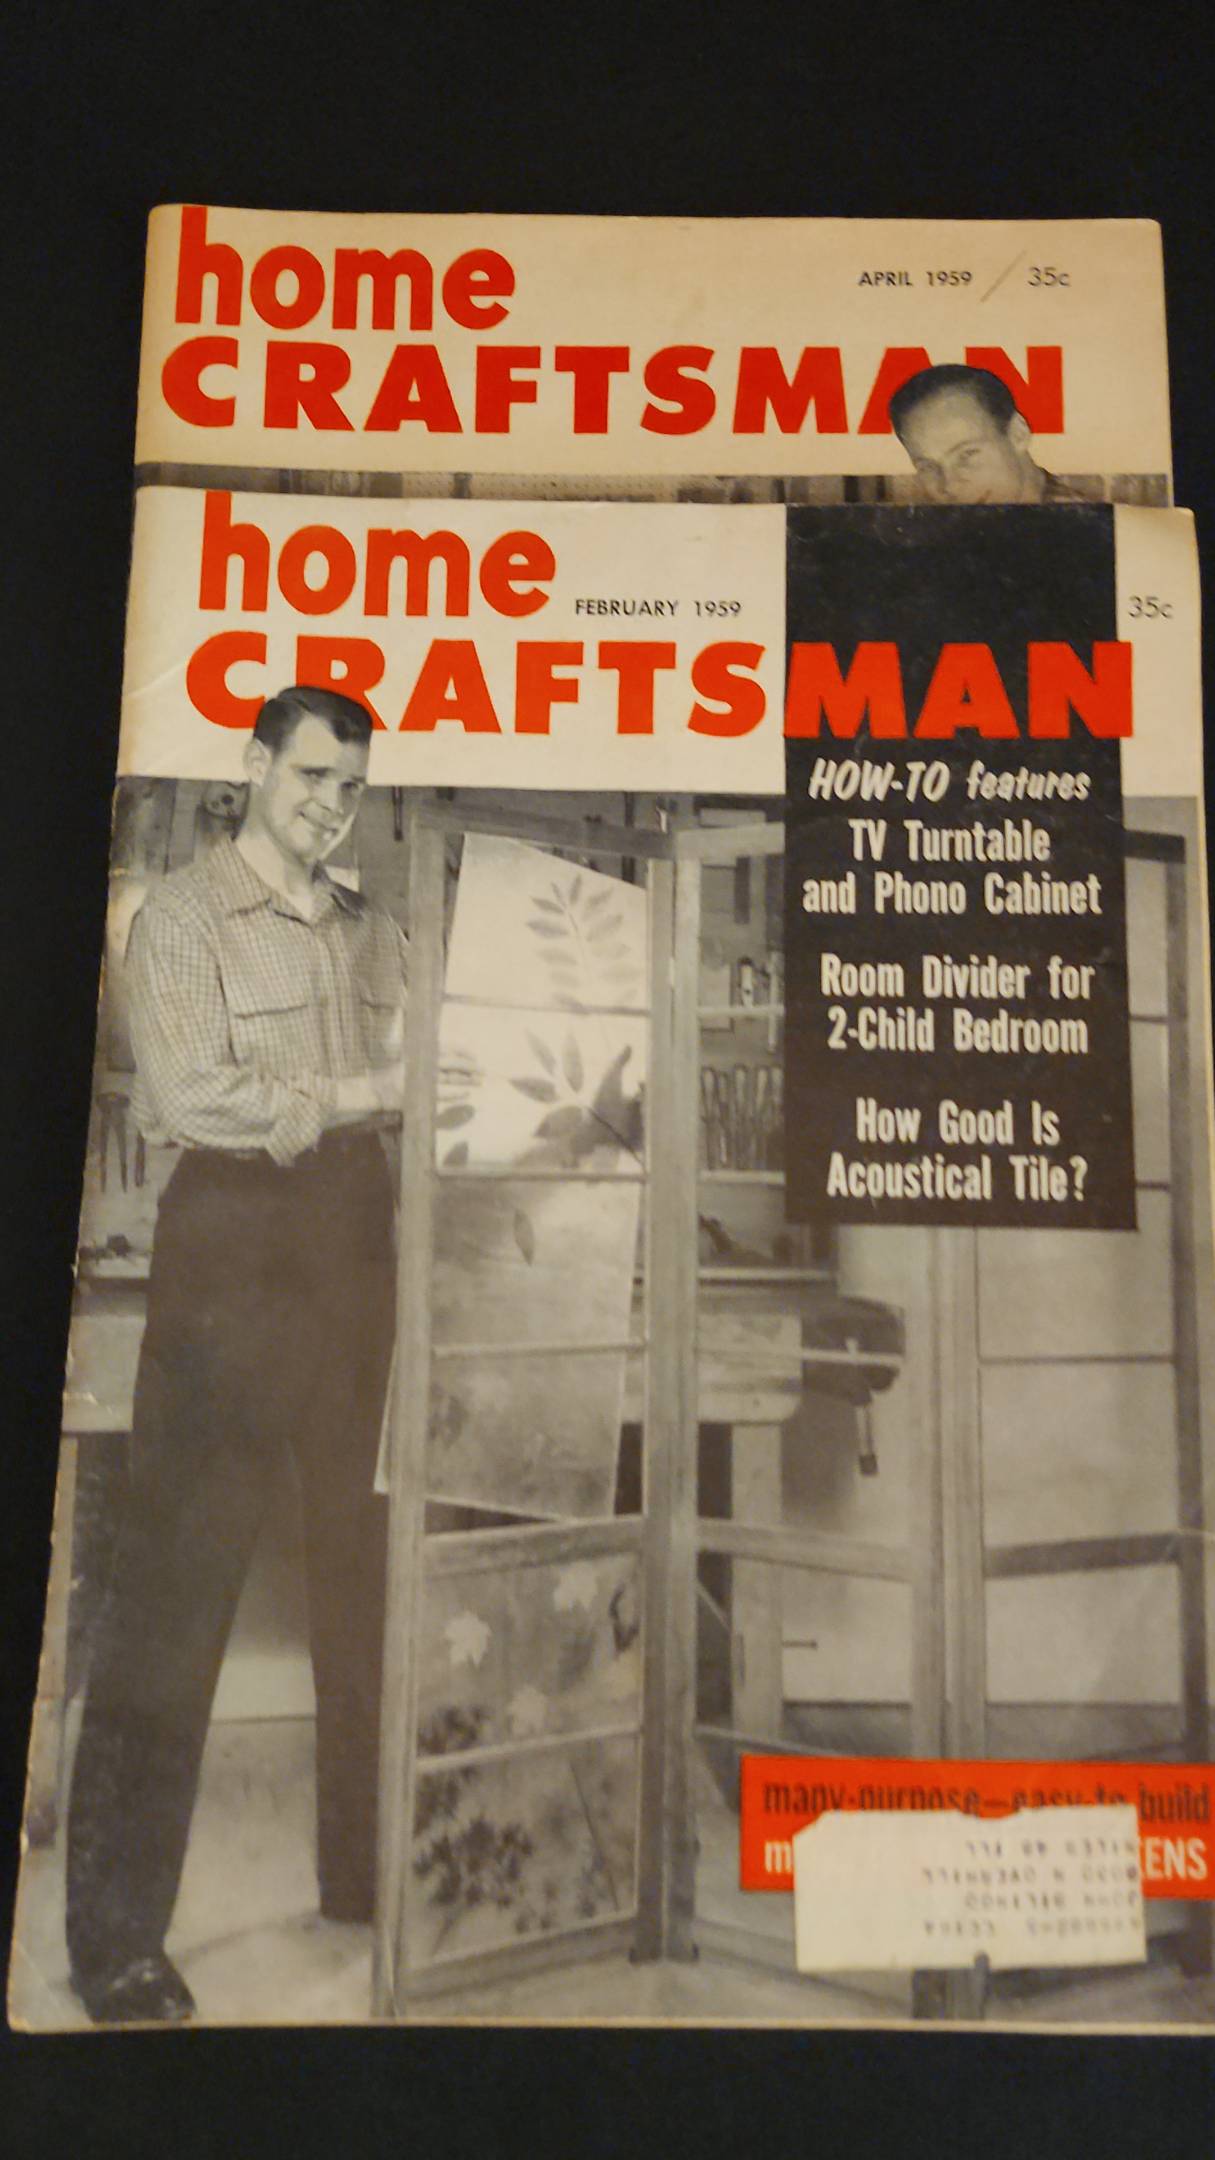 home
APRIL 1959 / 35c
CRAFTSMAN
home
FEBRUARY 1959 35c
CRAFTSMAN
HOW-TO features
TV Turntable
and Phono Cabinet
Room Divider for
2-Child Bedroom
How Good Is
Acoustical Tile?
many-purpose—easy-to build